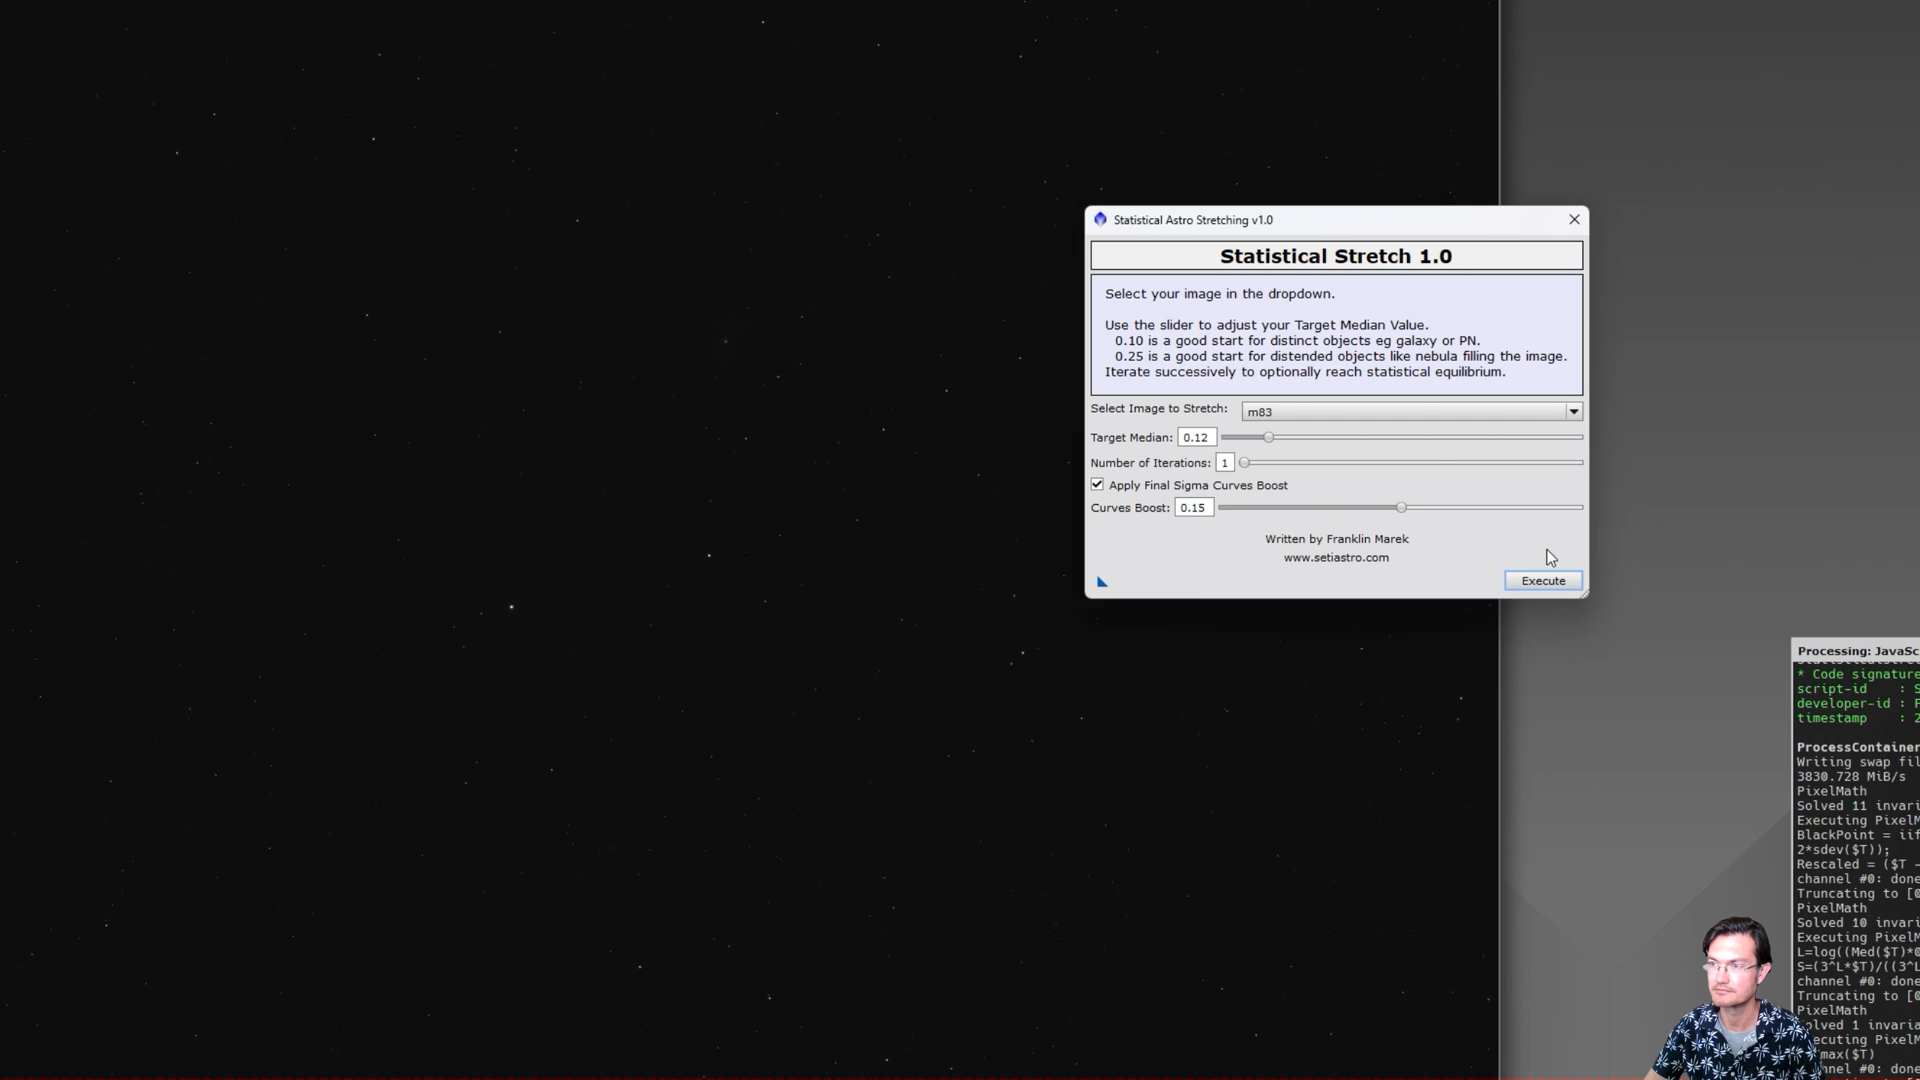 Statistical Astro Stretching v1.0
Statistical Stretch 1.0
Select your image in the dropdown.
Use the slider to adjust your Target Median Value.
0.10 is a good start for distinct objects eg galaxy or PN.
0.25 is a good start for distended objects like nebula filling the image.
Iterate successively to optionally reach statistical equilibrium.
Select Image to Stretch: m83
Target Median: 0.12
Number of Iterations: 1
Apply Final Sigma Curves Boost
Curves Boost: 0.15
Written by Franklin Marek
www.setiastro.com
Execute
Processing: JavaSc
* Code signature
script-id : S
developer-id : F
timestamp : 2
ProcessContainer
Writing swap fil
3830.728 MiB/s
PixelMath
Solved 11 invari
Executing PixelM
BlackPoint = iif
2*sdev($T));
Rescaled = ($T -
channel #0: done
Truncating to [0
PixelMath
Solved 10 invari
Executing PixelM
L=log((Med($T)*0
S=(3^L*$T)/((3^L
channel #0: done
Truncating to [0
PixelMath
olved 1 invaria
ecuting PixelM
max($T)
nel #0: done